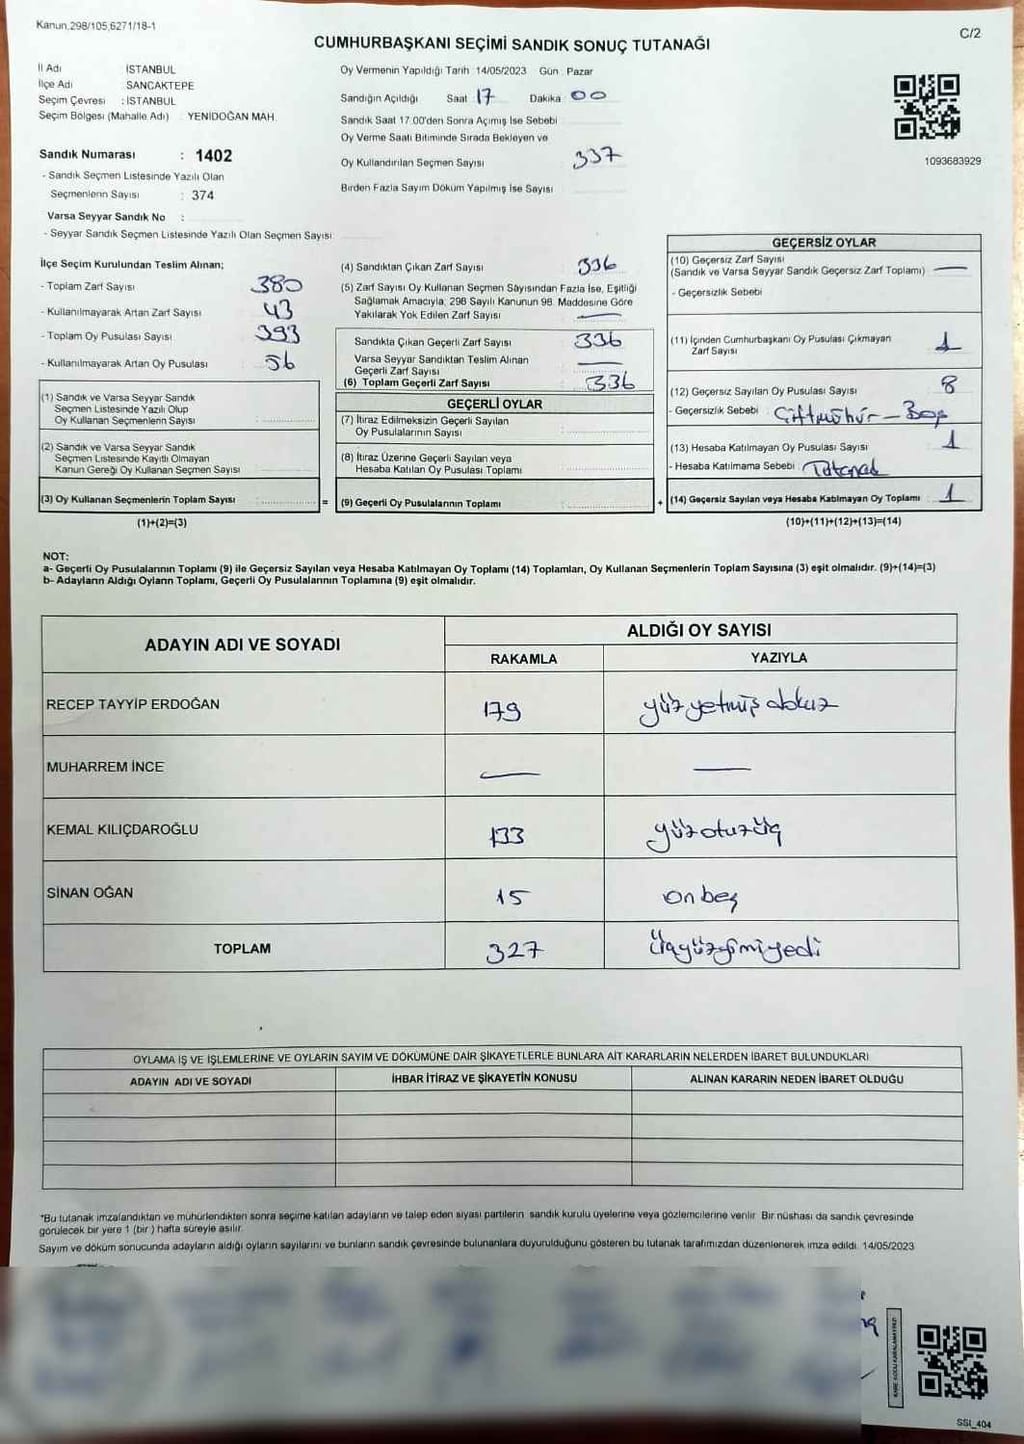 Kanun,298/105,6271/18-1
C/2
CUMHURBAŞKANI SEÇİMİ SANDIK SONUÇ TUTANAĞI
İl Adı İSTANBUL
İlçe Adı SANCAKTEPE
Seçim Çevresi : İSTANBUL
Seçim Bölgesi (Mahalle Adı) : YENİDOĞAN MAH.
Oy Vermenin Yapıldığı Tarih 14/05/2023 Gün : Pazar
Sandığın Açıldığı Saat 17 Dakika 00
Sandık Saat 17.00'den Sonra Açımış İse Sebebi
Oy Verme Saati Bitiminde Sırada Bekleyen ve
Oy Kullandırılan Seçmen Sayısı 337
Birden Fazla Sayım Döküm Yapılmış İse Sayısı
1093683929
Sandık Numarası : 1402
- Sandık Seçmen Listesinde Yazılı Olan
Seçmenlerin Sayısı : 374
Varsa Seyyar Sandık No :
- Seyyar Sandık Seçmen Listesinde Yazılı Olan Seçmen Sayısı
İlçe Seçim Kurulundan Teslim Alınan;
- Toplam Zarf Sayısı 380
- Kullanılmayarak Artan Zarf Sayısı 43
- Toplam Oy Pusulası Sayısı 393
- Kullanılmayarak Artan Oy Pusulası 56
(1) Sandık ve Varsa Seyyar Sandık
Seçmen Listesinde Yazılı Olup
Oy Kullanan Seçmenlerin Sayısı
(2) Sandık ve Varsa Seyyar Sandık
Seçmen Listesinde Kayıtlı Olmayan
Kanun Gereği Oy Kullanan Seçmen Sayısı
(3) Oy Kullanan Seçmenlerin Toplam Sayısı =
(1)+(2)=(3)
(4) Sandıktan Çıkan Zarf Sayısı 336
(5) Zarf Sayısı Oy Kullanan Seçmen Sayısından Fazla İse, Eşitliği
Sağlamak Amacıyla; 298 Sayılı Kanunun 98. Maddesine Göre
Yakılarak Yok Edilen Zarf Sayısı —
Sandıkta Çıkan Geçerli Zarf Sayısı 336
Varsa Seyyar Sandıktan Teslim Alınan
Geçerli Zarf Sayısı —
(6) Toplam Geçerli Zarf Sayısı 336
GEÇERLİ OYLAR
(7) İtiraz Edilmeksizin Geçerli Sayılan
Oy Pusulalarının Sayısı
(8) İtiraz Üzerine Geçerli Sayılan veya
Hesaba Katılan Oy Pusulası Toplamı
(9) Geçerli Oy Pusulalarının Toplamı +
GEÇERSİZ OYLAR
(10) Geçersiz Zarf Sayısı
(Sandık ve Varsa Seyyar Sandık Geçersiz Zarf Toplamı) —
- Geçersizlik Sebebi
(11) İçinden Cumhurbaşkanı Oy Pusulası Çıkmayan
Zarf Sayısı 1
(12) Geçersiz Sayılan Oy Pusulası Sayısı 8
- Geçersizlik Sebebi : Çiftmühür – Boş
(13) Hesaba Katılmayan Oy Pusulası Sayısı 1
- Hesaba Katılmama Sebebi
(14) Geçersiz Sayılan veya Hesaba Katılmayan Oy Toplamı 1
(10)+(11)+(12)+(13)=(14)
NOT:
a- Geçerli Oy Pusulalarının Toplamı (9) ile Geçersiz Sayılan veya Hesaba Katılmayan Oy Toplamı (14) Toplamları, Oy Kullanan Seçmenlerin Toplam Sayısına (3) eşit olmalıdır. (9)+(14)=(3)
b- Adayların Aldığı Oyların Toplamı, Geçerli Oy Pusulalarının Toplamına (9) eşit olmalıdır.
ADAYIN ADI VE SOYADI
ALDIĞI OY SAYISI
RAKAMLA YAZIYLA
RECEP TAYYİP ERDOĞAN 179 yüzyetmiş dokuz
MUHARREM İNCE — —
KEMAL KILIÇDAROĞLU 133 yüzotuzüç
SİNAN OĞAN 15 onbeş
TOPLAM 327 üçyüzyimiyedi
OYLAMA İŞ VE İŞLEMLERİNE VE OYLARIN SAYIM VE DÖKÜMÜNE DAİR ŞİKAYETLERLE BUNLARA AİT KARARLARIN NELERDEN İBARET BULUNDUKLARI
ADAYIN ADI VE SOYADI İHBAR İTİRAZ VE ŞİKAYETİN KONUSU ALINAN KARARIN NEDEN İBARET OLDUĞU
*Bu tutanak imzalandıktan ve mühürlendikten sonra seçime katılan adayların ve talep eden siyasi partilerin sandık kurulu üyelerine veya gözlemcilerine verilir. Bir nüshası da sandık çevresinde
görülecek bir yere 1 (bir) hafta süreyle asılır.
Sayım ve döküm sonucunda adayların aldığı oyların sayılarını ve bunların sandık çevresinde bulunanlara duyurulduğunu gösteren bu tutanak tarafımızdan düzenlenerek imza edildi. 14/05/2023
SSI_404